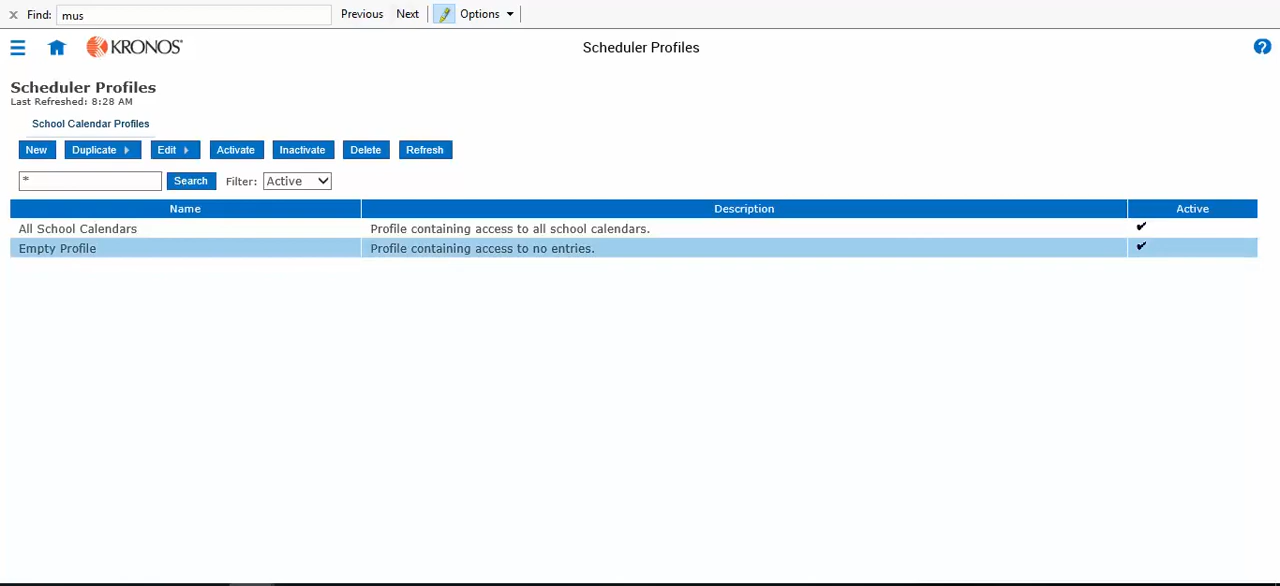 x Find: mus Previous Next Options
KRONOS Scheduler Profiles ?
Scheduler Profiles
Last Refreshed: 8:28 AM
School Calendar Profiles
New Duplicate Edit Activate Inactivate Delete Refresh
* Search Filter: Active
Name Description Active
All School Calendars Profile containing access to all school calendars. ✔
Empty Profile Profile containing access to no entries. ✔